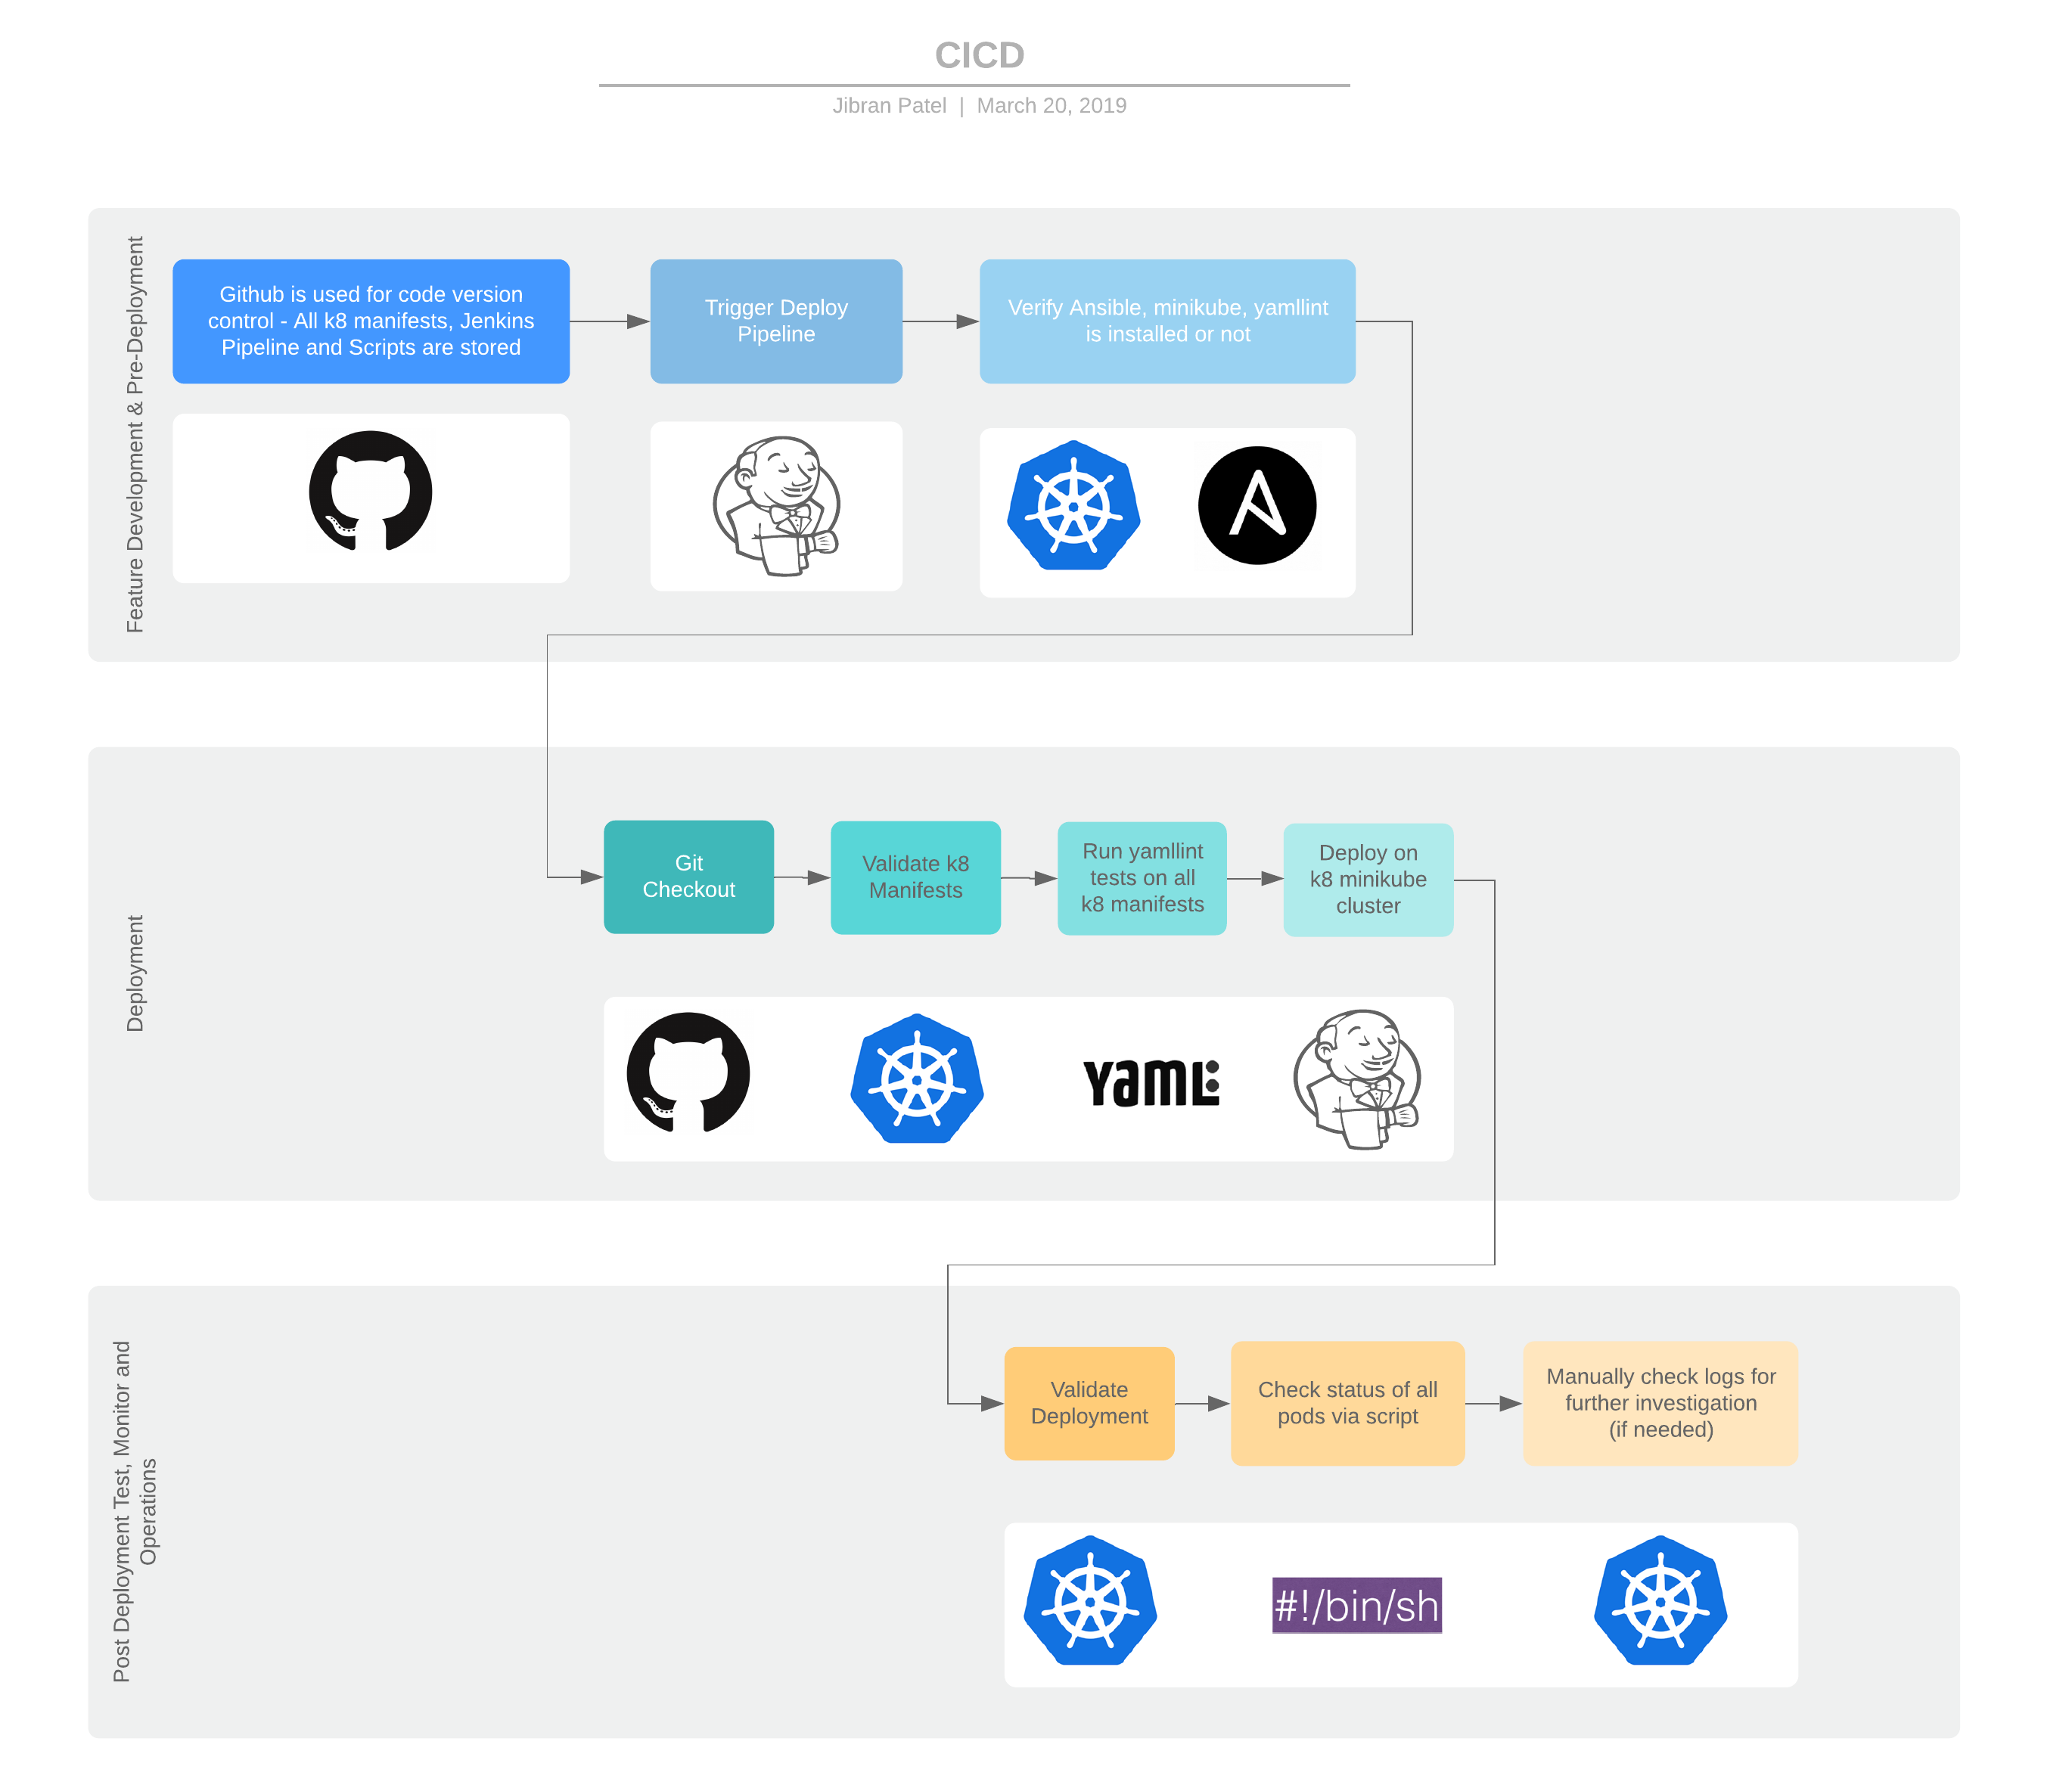 CICD
Jibran Patel | March 20, 2019
Feature Development & Pre-Deployment
Github is used for code version
control - All k8 manifests, Jenkins
Pipeline and Scripts are stored
Trigger Deploy
Pipeline
Verify Ansible, minikube, yamllint
is installed or not
Deployment
Git
Checkout
Validate k8
Manifests
Run yamllint
tests on all
k8 manifests
Deploy on
k8 minikube
cluster
YAML:
Post Deployment Test, Monitor and
Operations
Validate
Deployment
Check status of all
pods via script
Manually check logs for
further investigation
(if needed)
#!/bin/sh